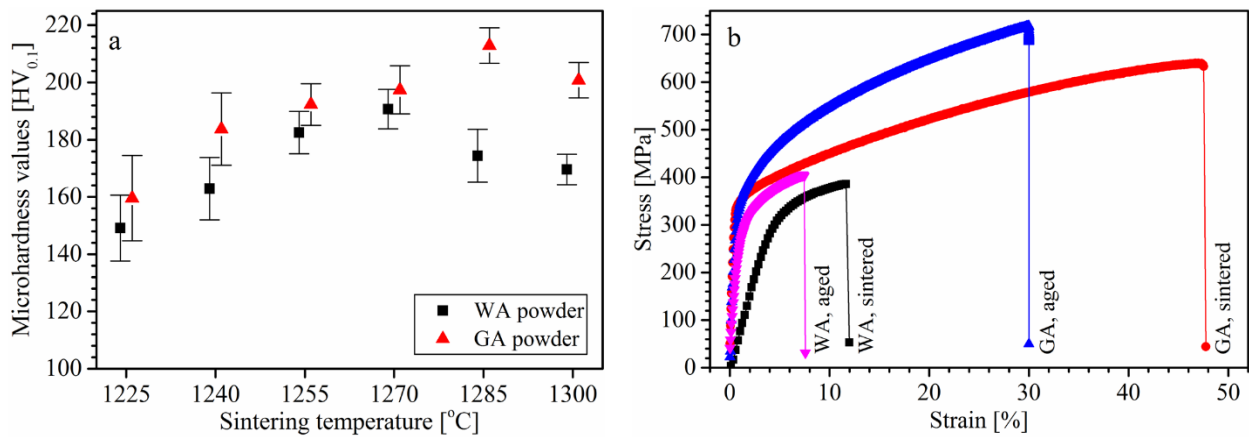 a
Microhardness values [HV0.1]
220
200
180
160
140
120
100
1225
1240
1255
1270
1285
1300
Sintering temperature [°C]
WA powder
GA powder
b
Stress [MPa]
700
600
500
400
300
200
100
0
0
10
20
30
40
50
Strain [%]
WA, aged
WA, sintered
GA, aged
GA, sintered